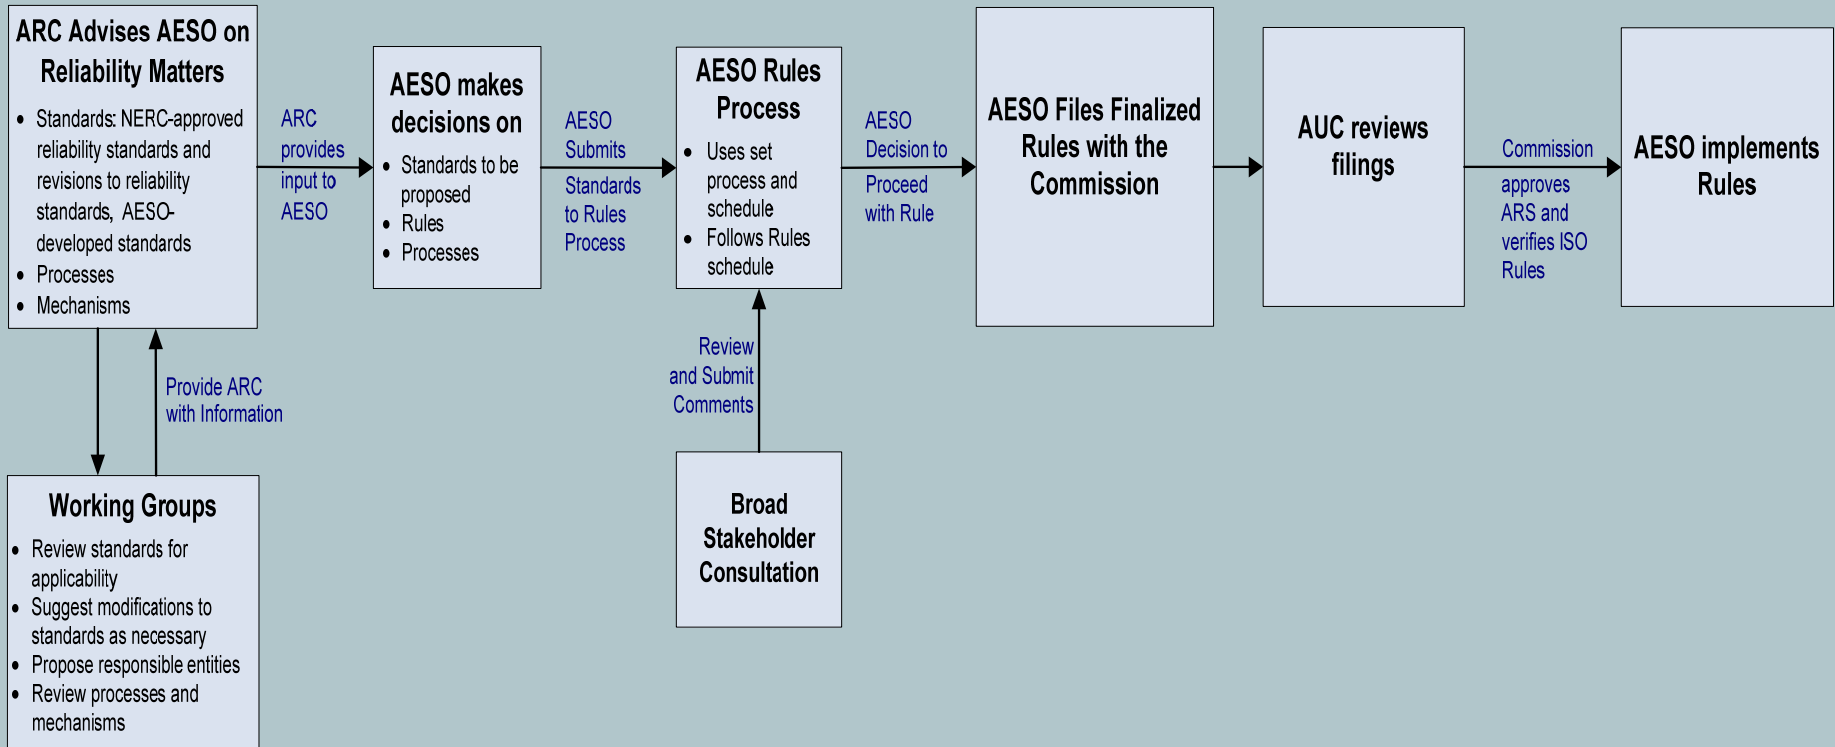 ARC Advises AESO on
Reliability Matters
• Standards: NERC-approved
reliability standards and
revisions to reliability
standards, AESO-
developed standards
• Processes
• Mechanisms
ARC
provides
input to
AESO
AESO makes
decisions on
• Standards to be
proposed
• Rules
• Processes
AESO
Submits
Standards
to Rules
Process
AESO Rules
Process
• Uses set
process and
schedule
• Follows Rules
schedule
AESO
Decision to
Proceed
with Rule
AESO Files Finalized
Rules with the
Commission
AUC reviews
filings
Commission
approves
ARS and
verifies ISO
Rules
AESO implements
Rules
Provide ARC
with Information
Review
and Submit
Comments
Working Groups
• Review standards for
applicability
• Suggest modifications to
standards as necessary
• Propose responsible entities
• Review processes and
mechanisms
Broad
Stakeholder
Consultation